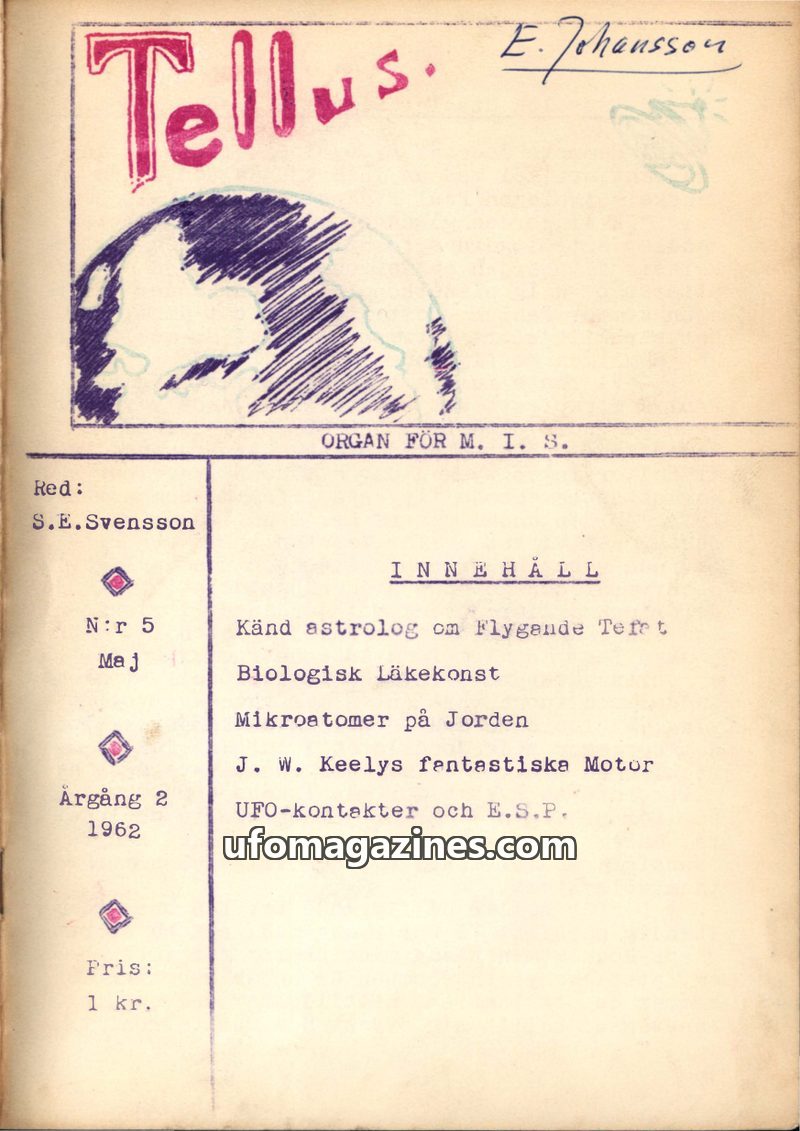 Tellus.
E. Johansson
ORGAN FÖR M. I. S.
Red:
S.E.Svensson
N:r 5
Maj
Årgång 2
1962
Pris:
1 kr.
INNEHÅLL
Känd astrolog om Flygande Tefat
Biologisk Läkekonst
Mikroatomer på Jorden
J. W. Keelys fantastiska Motor
UFO-kontakter och E.S.P.
ufomagazines.com